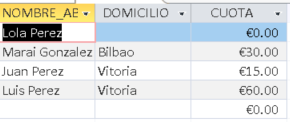 NOMBRE_AB DOMICILIO CUOTA
Lola Perez €0.00
Marai Gonzalez Bilbao €30.00
Juan Perez Vitoria €15.00
Luis Perez Vitoria €60.00
€0.00